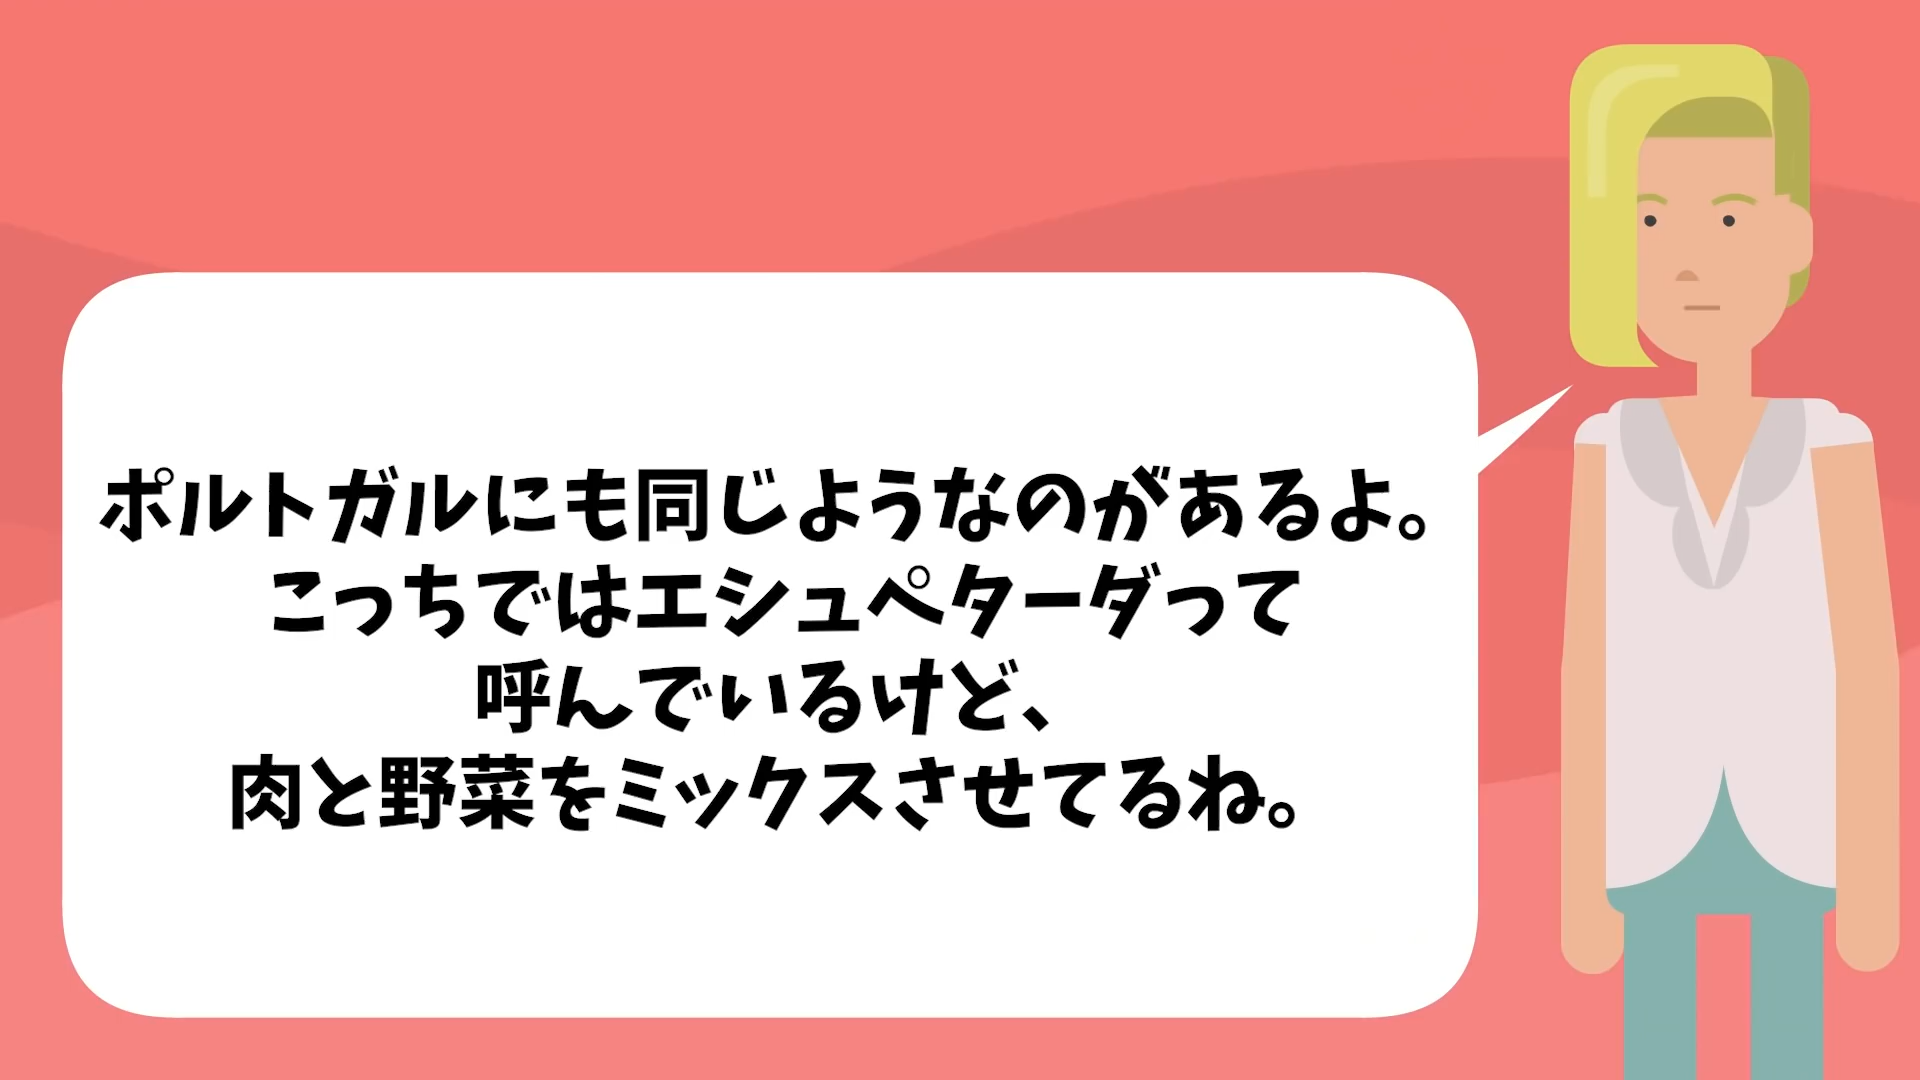 ポルトガルにも同じようなのがあるよ。
こっちではエシュペターダって
呼んでいるけど、
肉と野菜をミックスさせてるね。